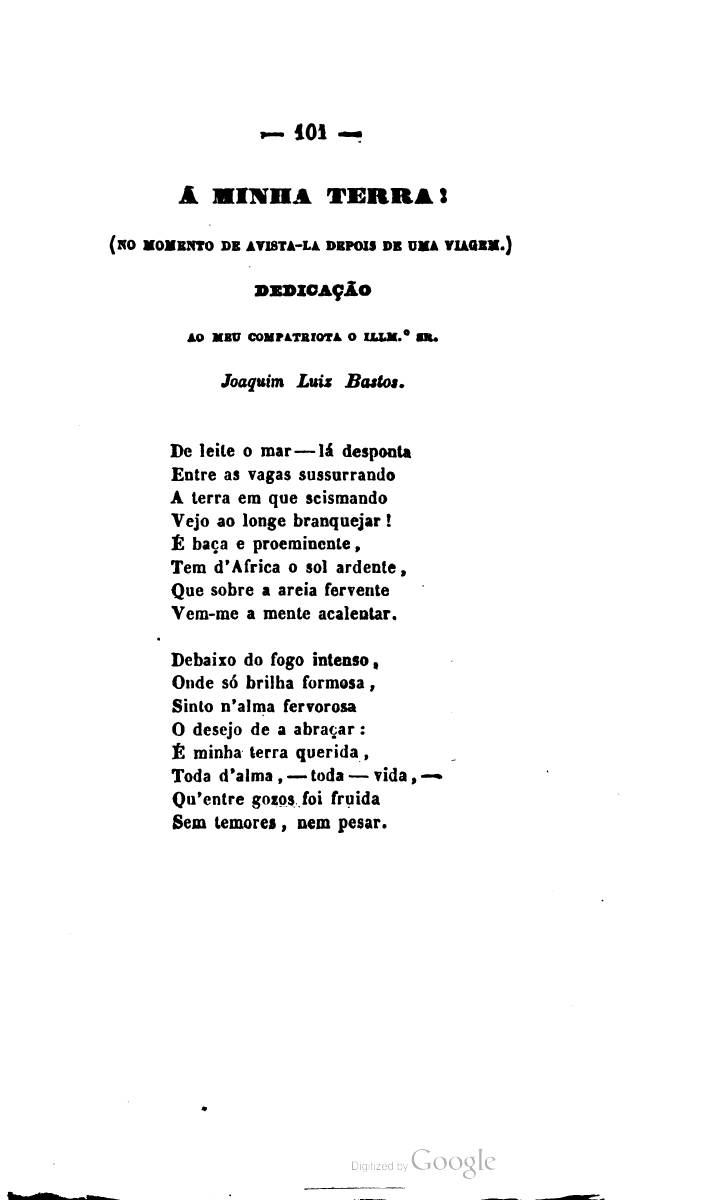 — 101 —
Á MINHA TERRA!
(NO MOMENTO DE AVISTA-LA DEPOIS DE UMA VIAGEM.)
DEDICAÇÃO
AO MEU COMPATRIOTA O ILLM.º SR.
Joaquim Luiz Bastos.
De leite o mar—lá desponta
Entre as vagas sussurrando
A terra em que scismando
Vejo ao longe branquejar!
É baça e proeminente,
Tem d'Africa o sol ardente,
Que sobre a areia fervente
Vem-me a mente acalentar.
Debaixo do fogo intenso,
Onde só brilha formosa,
Sinto n'alma fervorosa
O desejo de a abraçar:
É minha terra querida,
Toda d'alma,—toda—vida,—
Qu'entre gozos foi fruida
Sem temores, nem pesar.
Digitized by Google